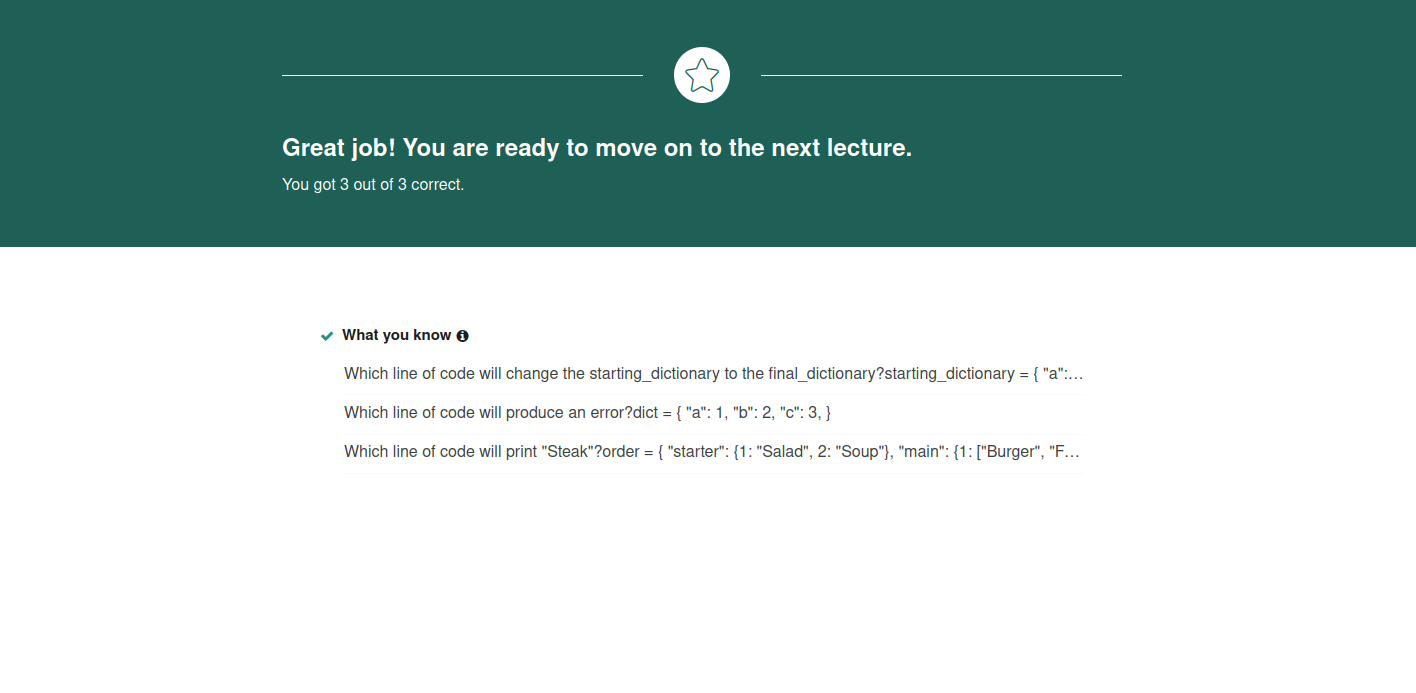 Great job! You are ready to move on to the next lecture.
You got 3 out of 3 correct.
What you know
Which line of code will change the starting_dictionary to the final_dictionary?starting_dictionary = { "a":…
Which line of code will produce an error?dict = { "a": 1, "b": 2, "c": 3, }
Which line of code will print "Steak"?order = { "starter": {1: "Salad", 2: "Soup"}, "main": {1: ["Burger", "F…